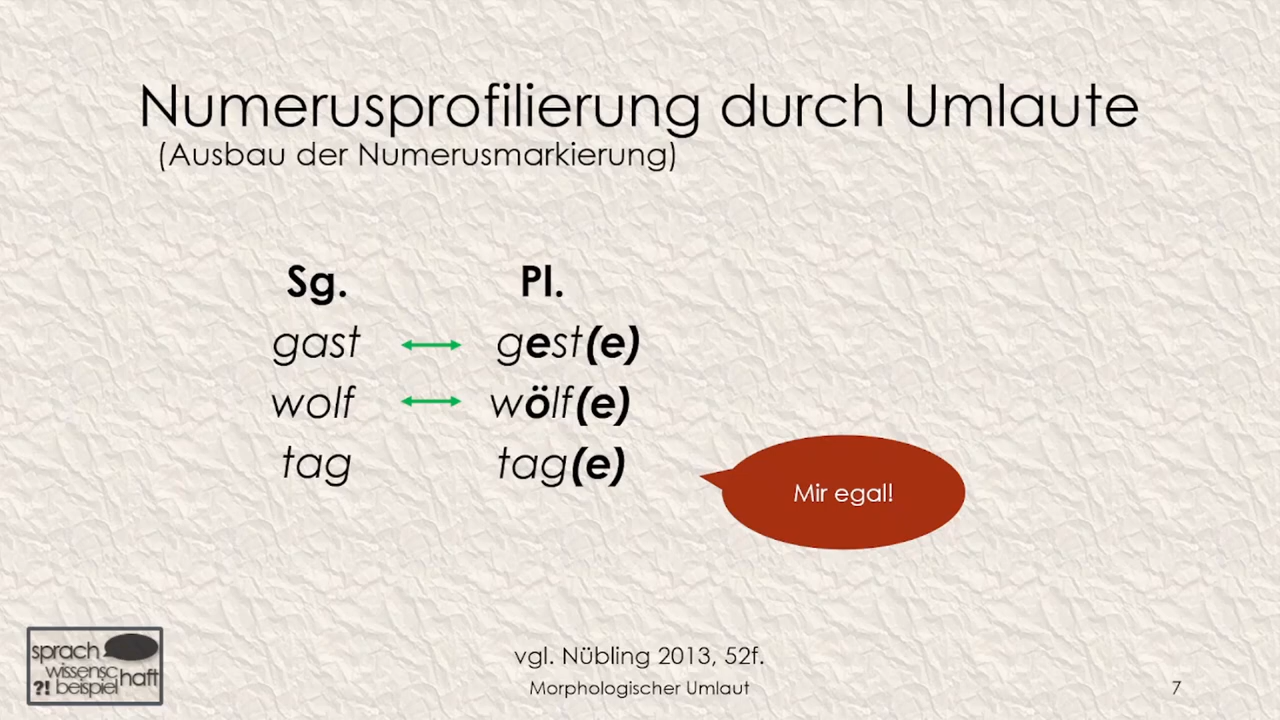 Numerusprofilierung durch Umlaute
(Ausbau der Numerusmarkierung)
Sg. Pl.
gast gest(e)
wolf wölf(e)
tag tag(e)
Mir egal!
sprach
wissensc
haft
?! beispiel
vgl. Nübling 2013, 52f.
Morphologischer Umlaut
7